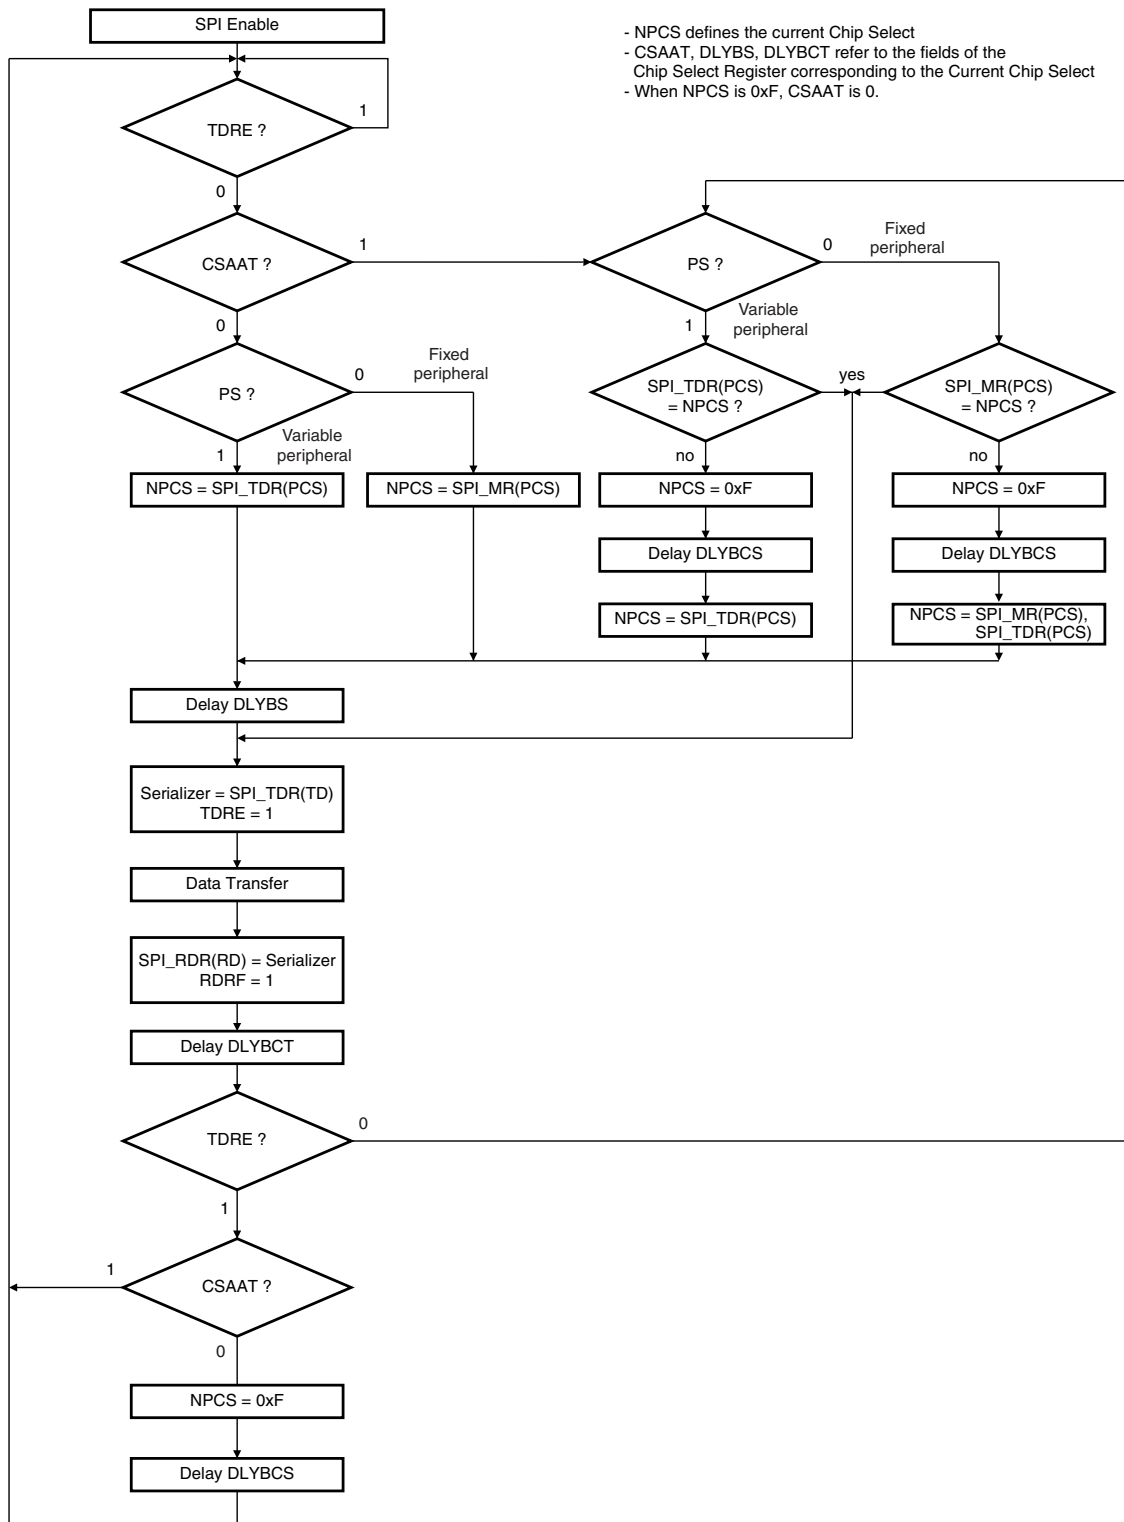 SPI Enable
- NPCS defines the current Chip Select
- CSAAT, DLYBS, DLYBCT refer to the fields of the
Chip Select Register corresponding to the Current Chip Select
- When NPCS is 0xF, CSAAT is 0.
1
TDRE ?
0
CSAAT ?
1
PS ?
0
Fixed
peripheral
0
1
Variable
peripheral
PS ?
0
Fixed
peripheral
1
Variable
peripheral
SPI_TDR(PCS)
= NPCS ?
yes
SPI_MR(PCS)
= NPCS ?
no
no
NPCS = SPI_TDR(PCS)
NPCS = SPI_MR(PCS)
NPCS = 0xF
NPCS = 0xF
Delay DLYBCS
Delay DLYBCS
NPCS = SPI_TDR(PCS)
NPCS = SPI_MR(PCS),
SPI_TDR(PCS)
Delay DLYBS
Serializer = SPI_TDR(TD)
TDRE = 1
Data Transfer
SPI_RDR(RD) = Serializer
RDRF = 1
Delay DLYBCT
TDRE ?
0
1
CSAAT ?
1
0
NPCS = 0xF
Delay DLYBCS